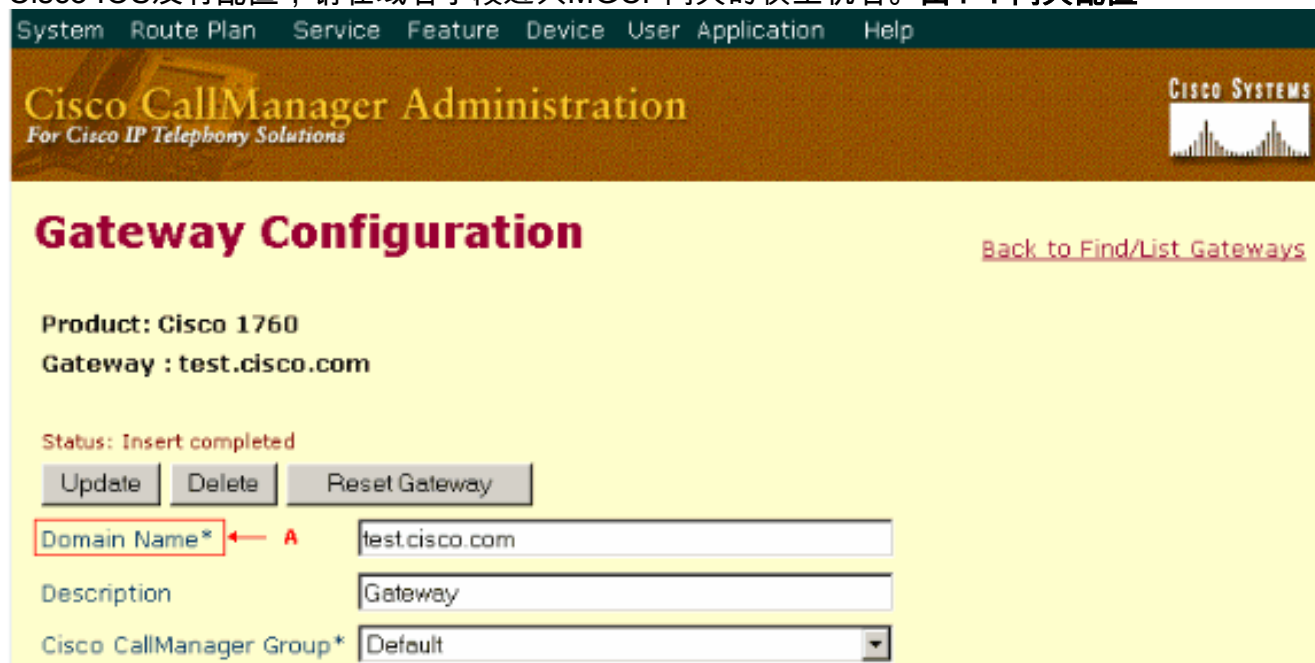 System Route Plan Service Feature Device User Application Help
Cisco CallManager Administration
For Cisco IP Telephony Solutions
CISCO SYSTEMS
Gateway Configuration
Back to Find/List Gateways
Product: Cisco 1760
Gateway : test.cisco.com
Status: Insert completed
Update Delete Reset Gateway
Domain Name* A test.cisco.com
Description Gateway
Cisco CallManager Group* Default